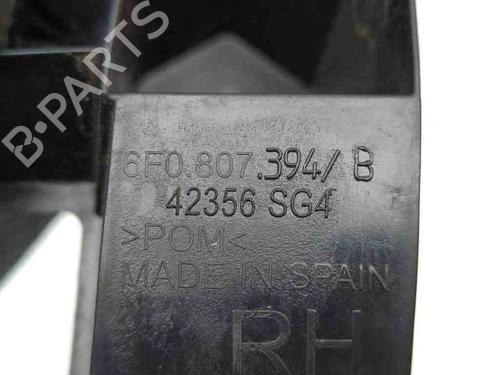 B-PARTS
6F0.807.394/B
42356 SG4
>POM<
MADE IN SPAIN
RH